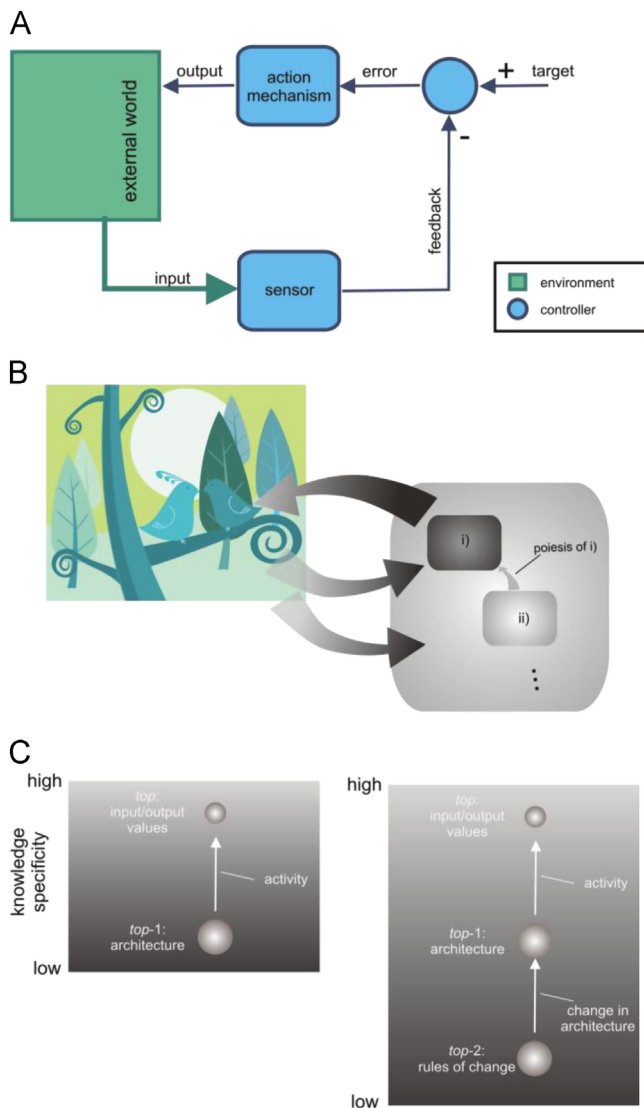 A
output
action
mechanism
error
+
target
-
external world
feedback
input
sensor
environment
controller
B
i)
poiesis of i)
ii)
...
C
high
knowledge
specificity
low
top:
input/output
values
activity
top-1:
architecture
high
top:
input/output
values
activity
top-1:
architecture
change in
architecture
top-2:
rules of change
low